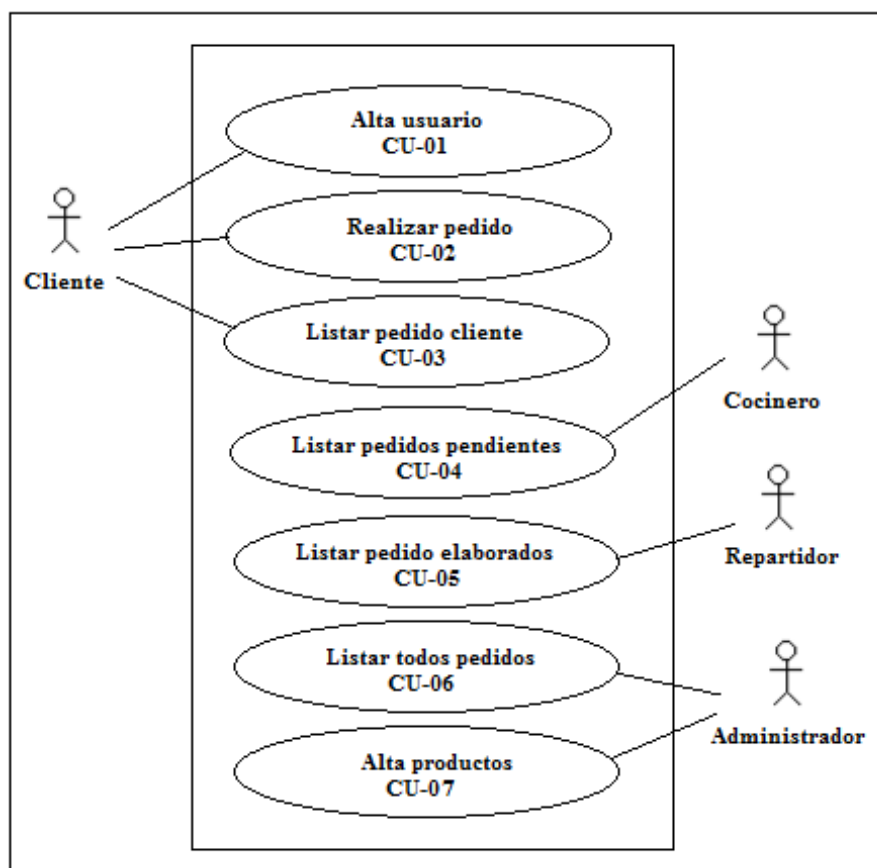 Alta usuario
CU-01
Realizar pedido
CU-02
Cliente
Listar pedido cliente
CU-03
Cocinero
Listar pedidos pendientes
CU-04
Listar pedido elaborados
CU-05
Repartidor
Listar todos pedidos
CU-06
Administrador
Alta productos
CU-07